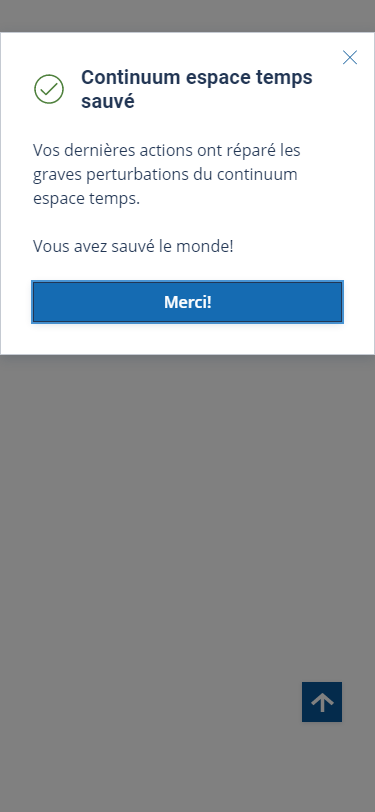 Continuum espace temps
sauvé
Vos dernières actions ont réparé les
graves perturbations du continuum
espace temps.
Vous avez sauvé le monde!
Merci!